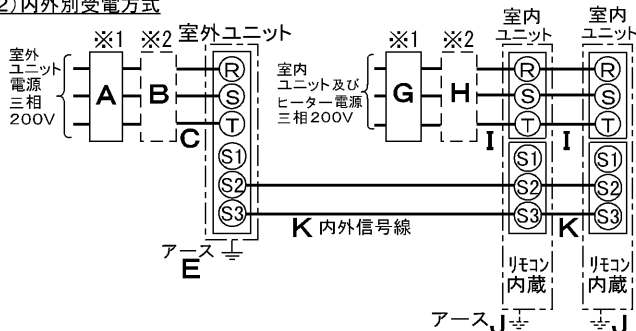 2)内外別受電方式
※1 ※2 室外ユニット
室外
ユニット
電源
三相
200V
A B
C
R
S
T
S1
S2
S3
アース
E
※1 ※2
室内
ユニット及び
ヒーター電源
三相200V
G H
I I
室内
ユニット
室内
ユニット
R
S
T
S1
S2
S3
R
S
T
S1
S2
S3
K 内外信号線
K
リモコン
内蔵
リモコン
内蔵
アース J
J